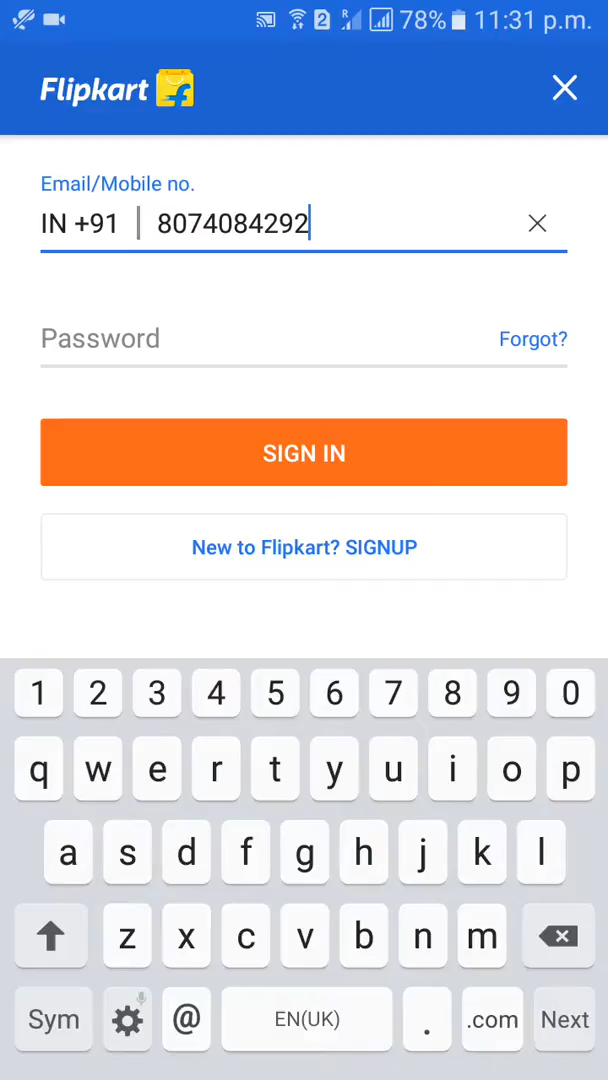 2 R 78% 11:31 p.m.
Flipkart
Email/Mobile no.
IN +91 8074084292
Password Forgot?
SIGN IN
New to Flipkart? SIGNUP
1 2 3 4 5 6 7 8 9 0
q w e r t y u i o p
a s d f g h j k l
z x c v b n m
Sym @ EN(UK) . .com Next